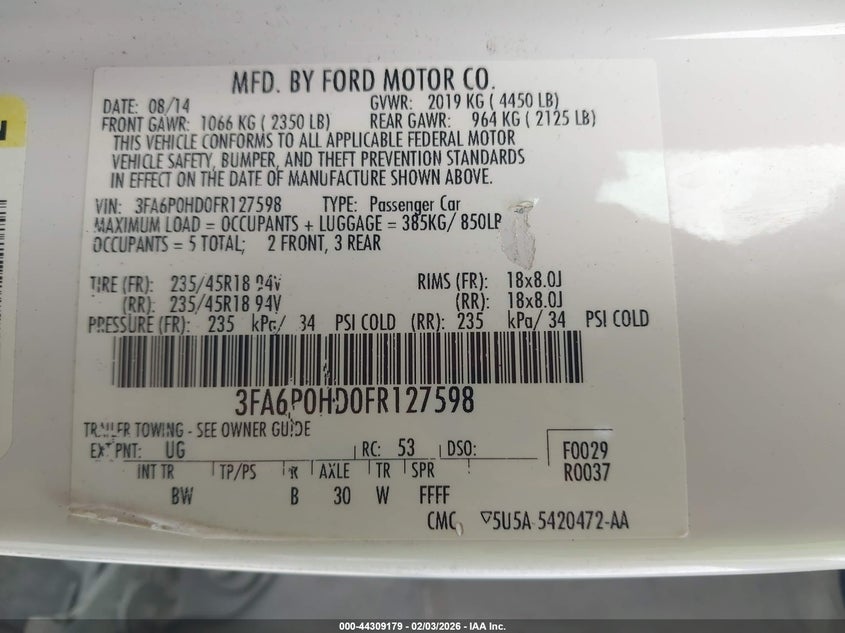 MFD. BY FORD MOTOR CO.
DATE: 08/14 GVWR: 2019 KG ( 4450 LB)
FRONT GAWR: 1066 KG ( 2350 LB) REAR GAWR: 964 KG ( 2125 LB)
THIS VEHICLE CONFORMS TO ALL APPLICABLE FEDERAL MOTOR
VEHICLE SAFETY, BUMPER, AND THEFT PREVENTION STANDARDS
IN EFFECT ON THE DATE OF MANUFACTURE SHOWN ABOVE.
VIN: 3FA6P0HD0FR127598 TYPE: Passenger Car
MAXIMUM LOAD = OCCUPANTS + LUGGAGE = 385KG/ 850LB
OCCUPANTS = 5 TOTAL; 2 FRONT, 3 REAR
TIRE (FR): 235/45R18 94V RIMS (FR): 18x8.0J
(RR): 235/45R18 94V (RR): 18x8.0J
PRESSURE (FR): 235 kPa/ 34 PSI COLD (RR): 235 kPa/ 34 PSI COLD
3FA6P0HD0FR127598
TRAILER TOWING - SEE OWNER GUIDE
EXT PNT: UG RC: 53 DSO: F0029
INT TR TP/PS R AXLE TR SPR R0037
BW B 30 W FFFF
CMC 5U5A-5420472-AA
000-44309179 — 02/03/2026 — IAA Inc.